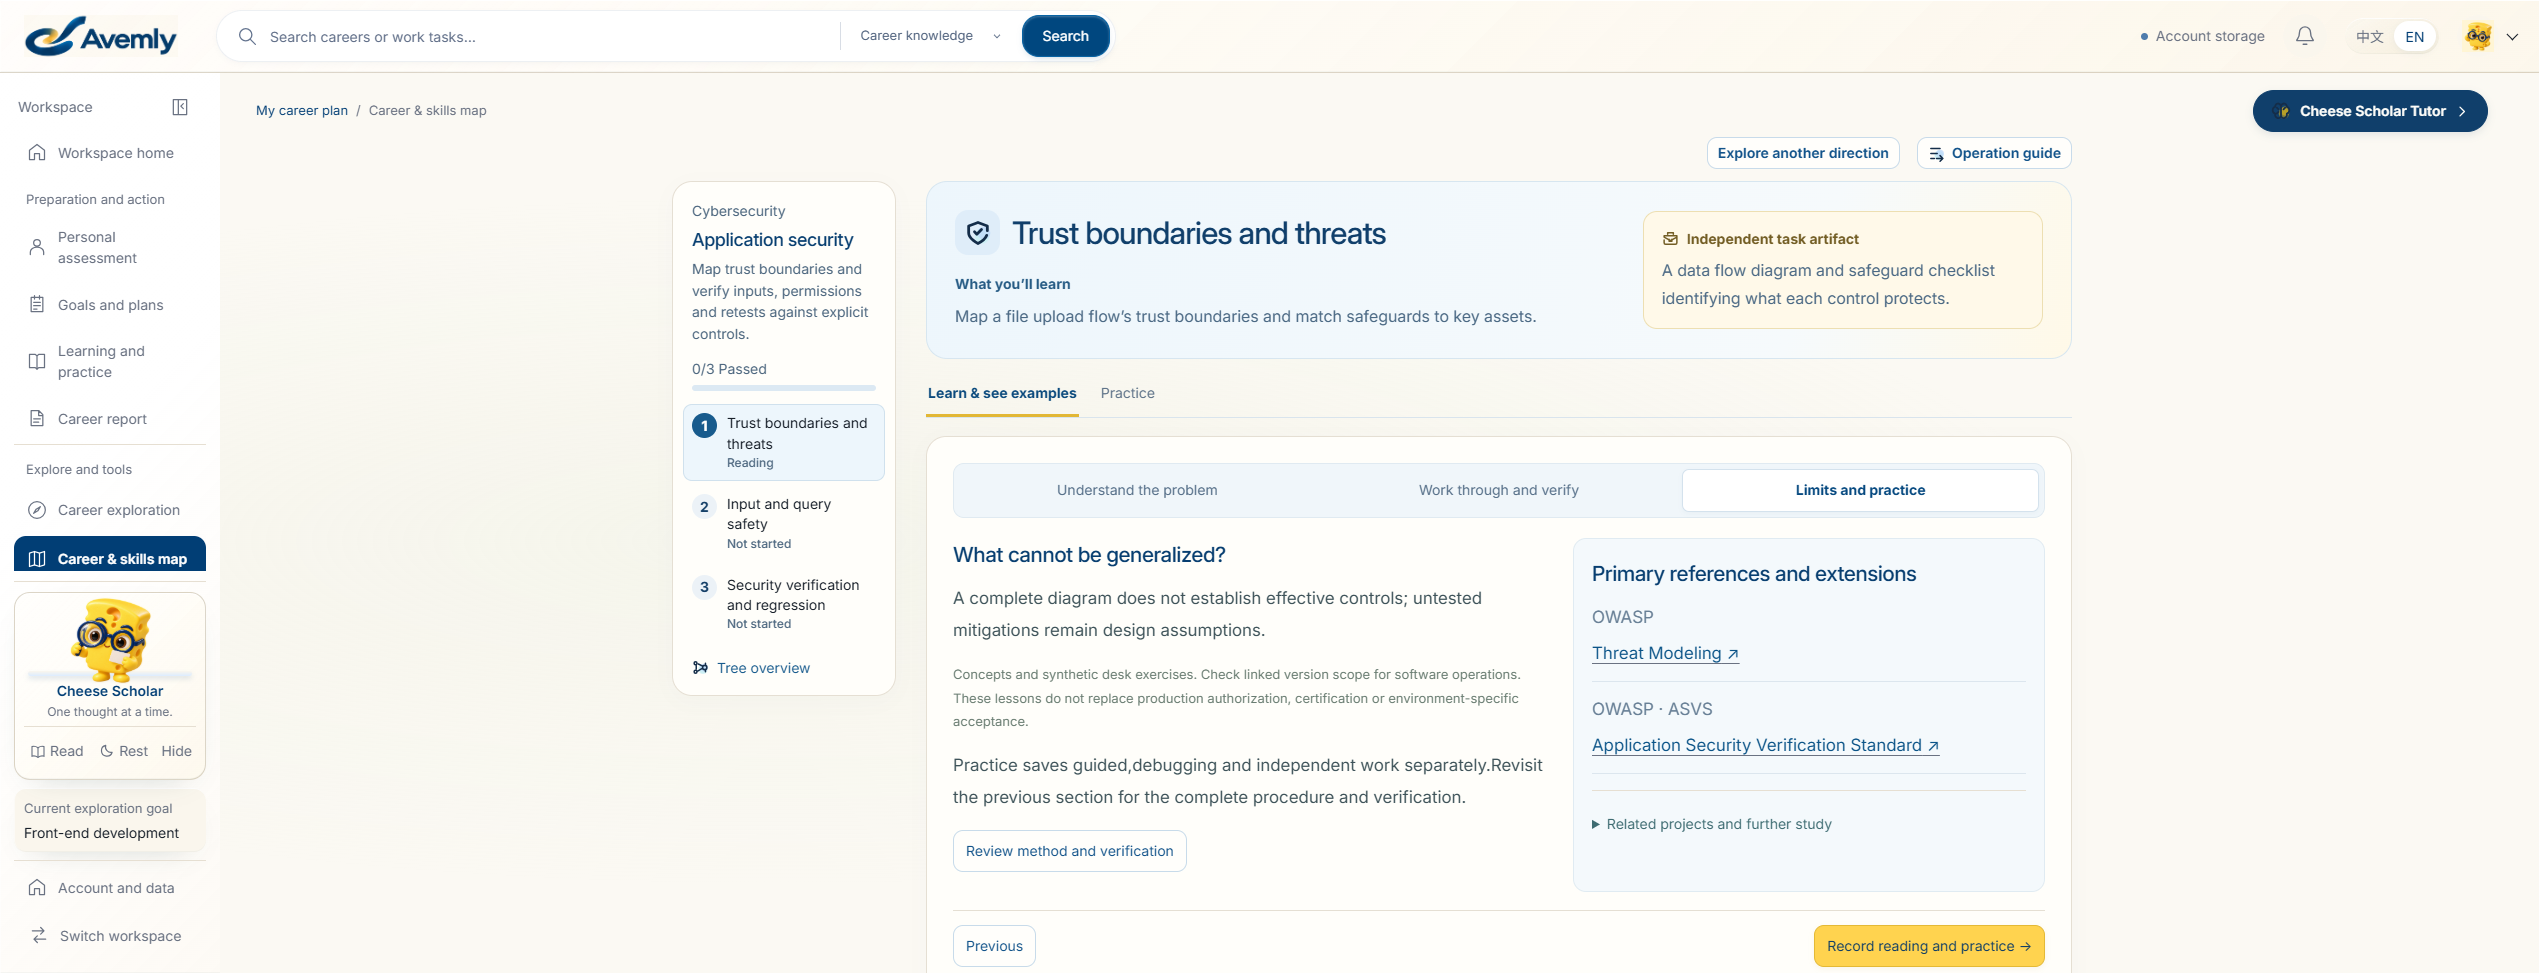 Avemly
Search careers or work tasks...
Career knowledge
Search
Account storage
中文
EN
Workspace
Workspace home
Preparation and action
Personal
assessment
Goals and plans
Learning and
practice
Career report
Explore and tools
Career exploration
Career & skills map
Cheese Scholar
One thought at a time.
Read
Rest
Hide
Current exploration goal
Front-end development
Account and data
Switch workspace
My career plan / Career & skills map
Cheese Scholar Tutor
Explore another direction
Operation guide
Cybersecurity
Application security
Map trust boundaries and
verify inputs, permissions
and retests against explicit
controls.
0/3 Passed
1
Trust boundaries and
threats
Reading
2
Input and query
safety
Not started
3
Security verification
and regression
Not started
Tree overview
Trust boundaries and threats
What you’ll learn
Map a file upload flow’s trust boundaries and match safeguards to key assets.
Independent task artifact
A data flow diagram and safeguard checklist
identifying what each control protects.
Learn & see examples
Practice
Understand the problem
Work through and verify
Limits and practice
What cannot be generalized?
A complete diagram does not establish effective controls; untested
mitigations remain design assumptions.
Concepts and synthetic desk exercises. Check linked version scope for software operations.
These lessons do not replace production authorization, certification or environment-specific
acceptance.
Practice saves guided,debugging and independent work separately.Revisit
the previous section for the complete procedure and verification.
Review method and verification
Primary references and extensions
OWASP
Threat Modeling ↗
OWASP · ASVS
Application Security Verification Standard ↗
▶ Related projects and further study
Previous
Record reading and practice →